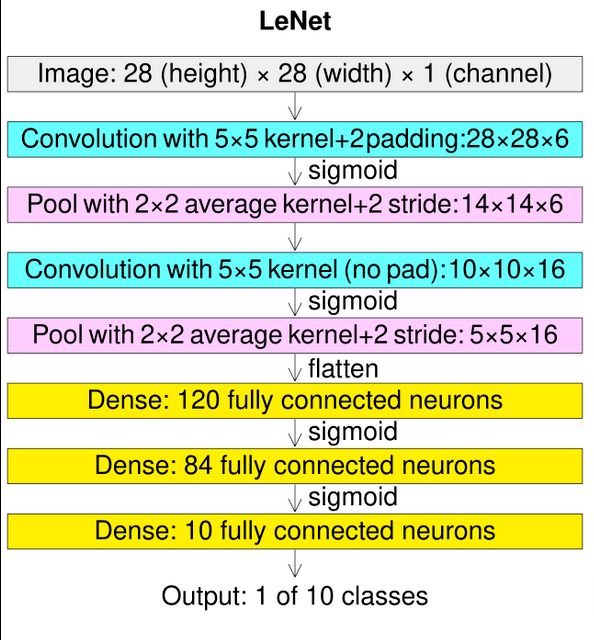 LeNet
Image: 28 (height) × 28 (width) × 1 (channel)
Convolution with 5×5 kernel+2padding:28×28×6
sigmoid
Pool with 2×2 average kernel+2 stride:14×14×6
Convolution with 5×5 kernel (no pad):10×10×16
sigmoid
Pool with 2×2 average kernel+2 stride: 5×5×16
flatten
Dense: 120 fully connected neurons
sigmoid
Dense: 84 fully connected neurons
sigmoid
Dense: 10 fully connected neurons
Output: 1 of 10 classes